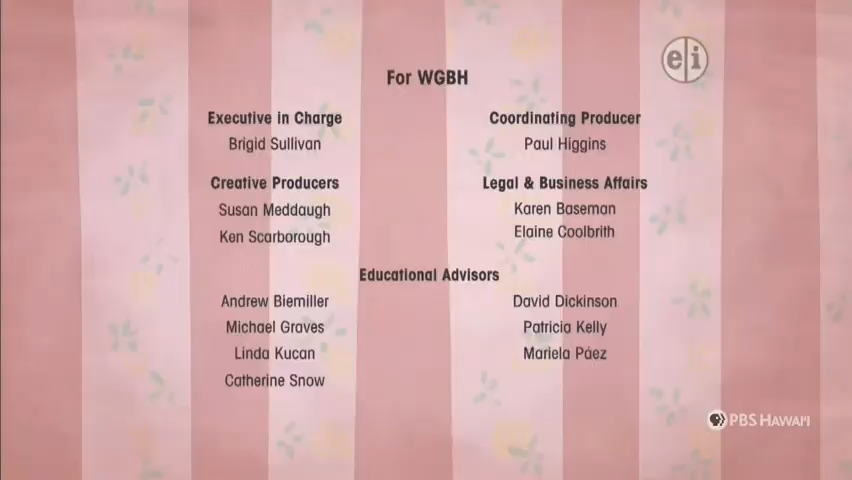 For WGBH
e i
Executive in Charge
Brigid Sullivan
Coordinating Producer
Paul Higgins
Creative Producers
Susan Meddaugh
Ken Scarborough
Legal & Business Affairs
Karen Baseman
Elaine Coolbrith
Educational Advisors
Andrew Biemiller
Michael Graves
Linda Kucan
Catherine Snow
David Dickinson
Patricia Kelly
Mariela Páez
PBS HAWAI'I